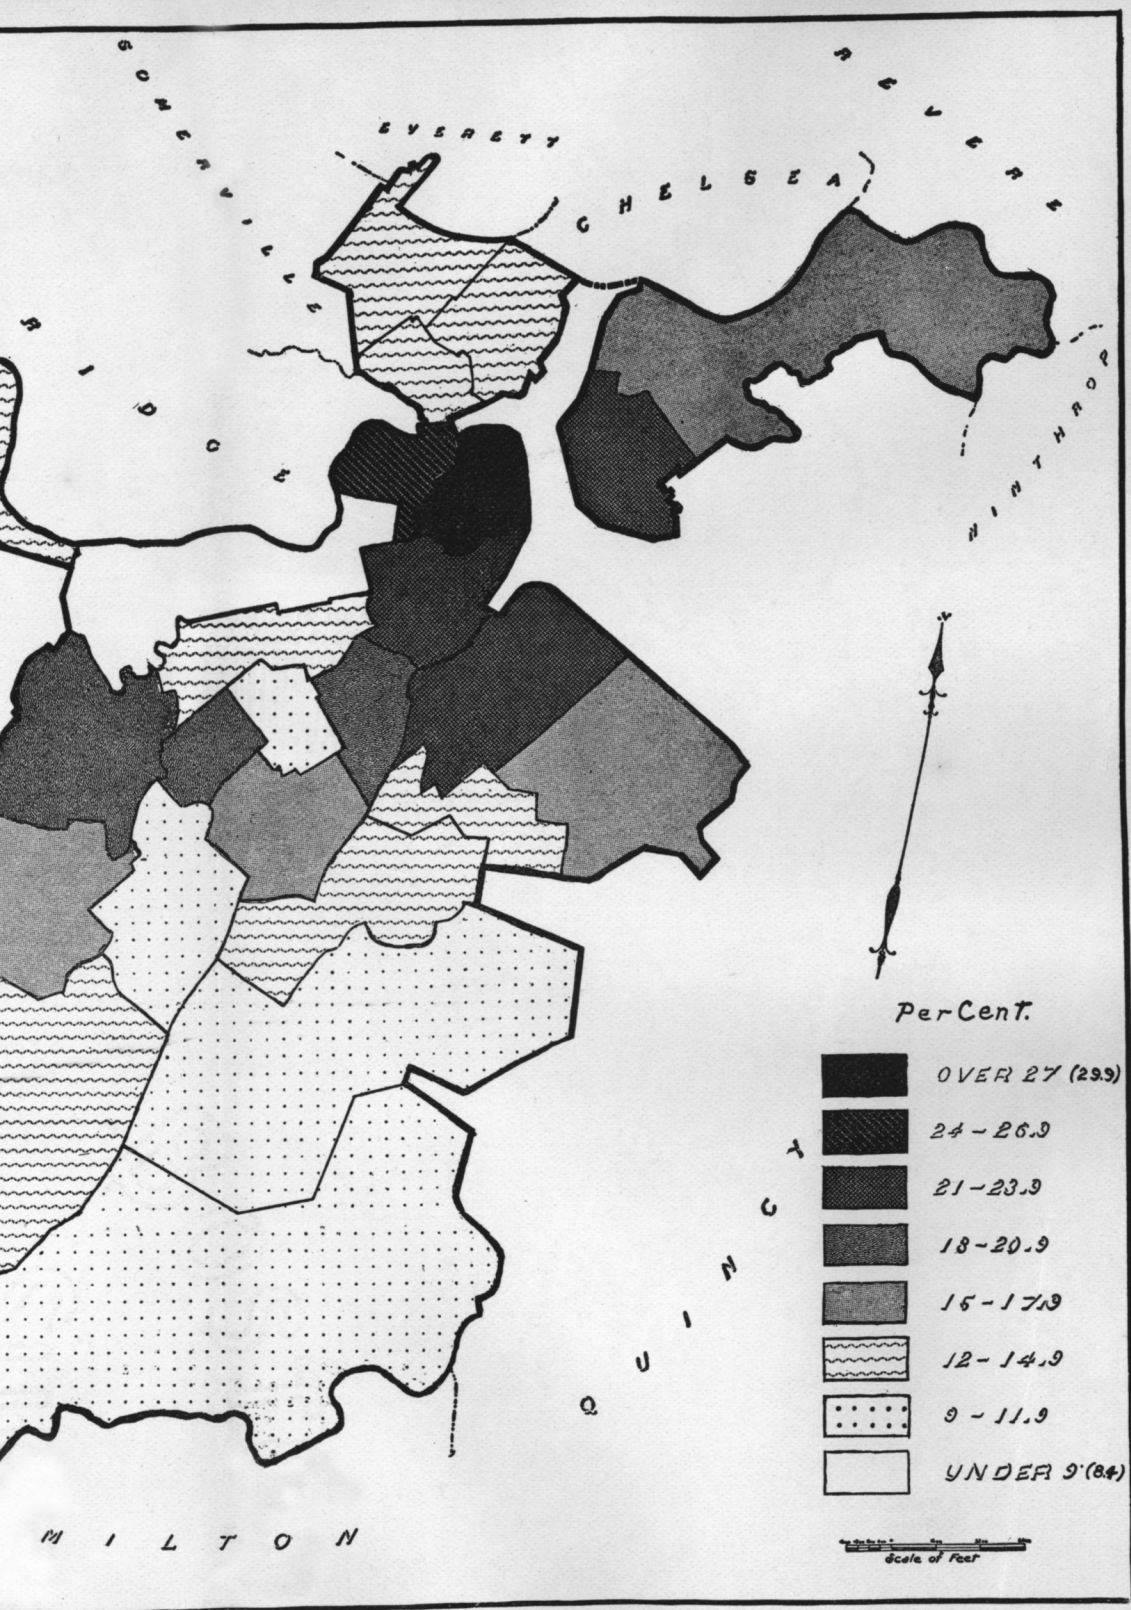 SOMERVILLE
EVERETT
CHELSEA
REVERE
RIDGE
WINTHROP
N
Per Cent.
OVER 27 (29.9)
24 - 26.9
21 - 23.9
18 - 20.9
15 - 17.9
12 - 14.9
9 - 11.9
UNDER 9 (8.4)
QUINCY
MILTON
Scale of Feet